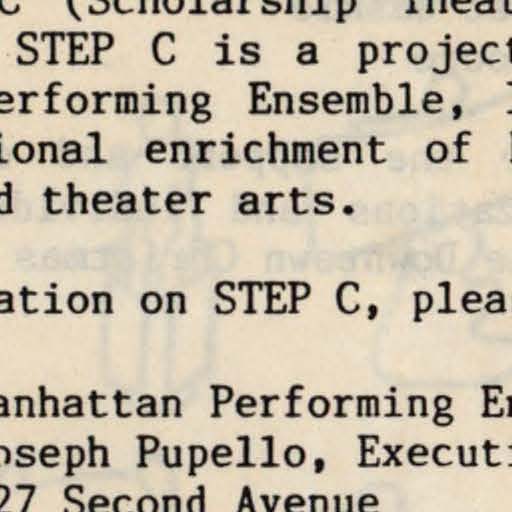 C (Scholarship Theat
STEP C is a project
erforming Ensemble,
ional enrichment of
d theater arts.
ation on STEP C, plea
anhattan Performing En
oseph Pupello, Executi
27 Second Avenue